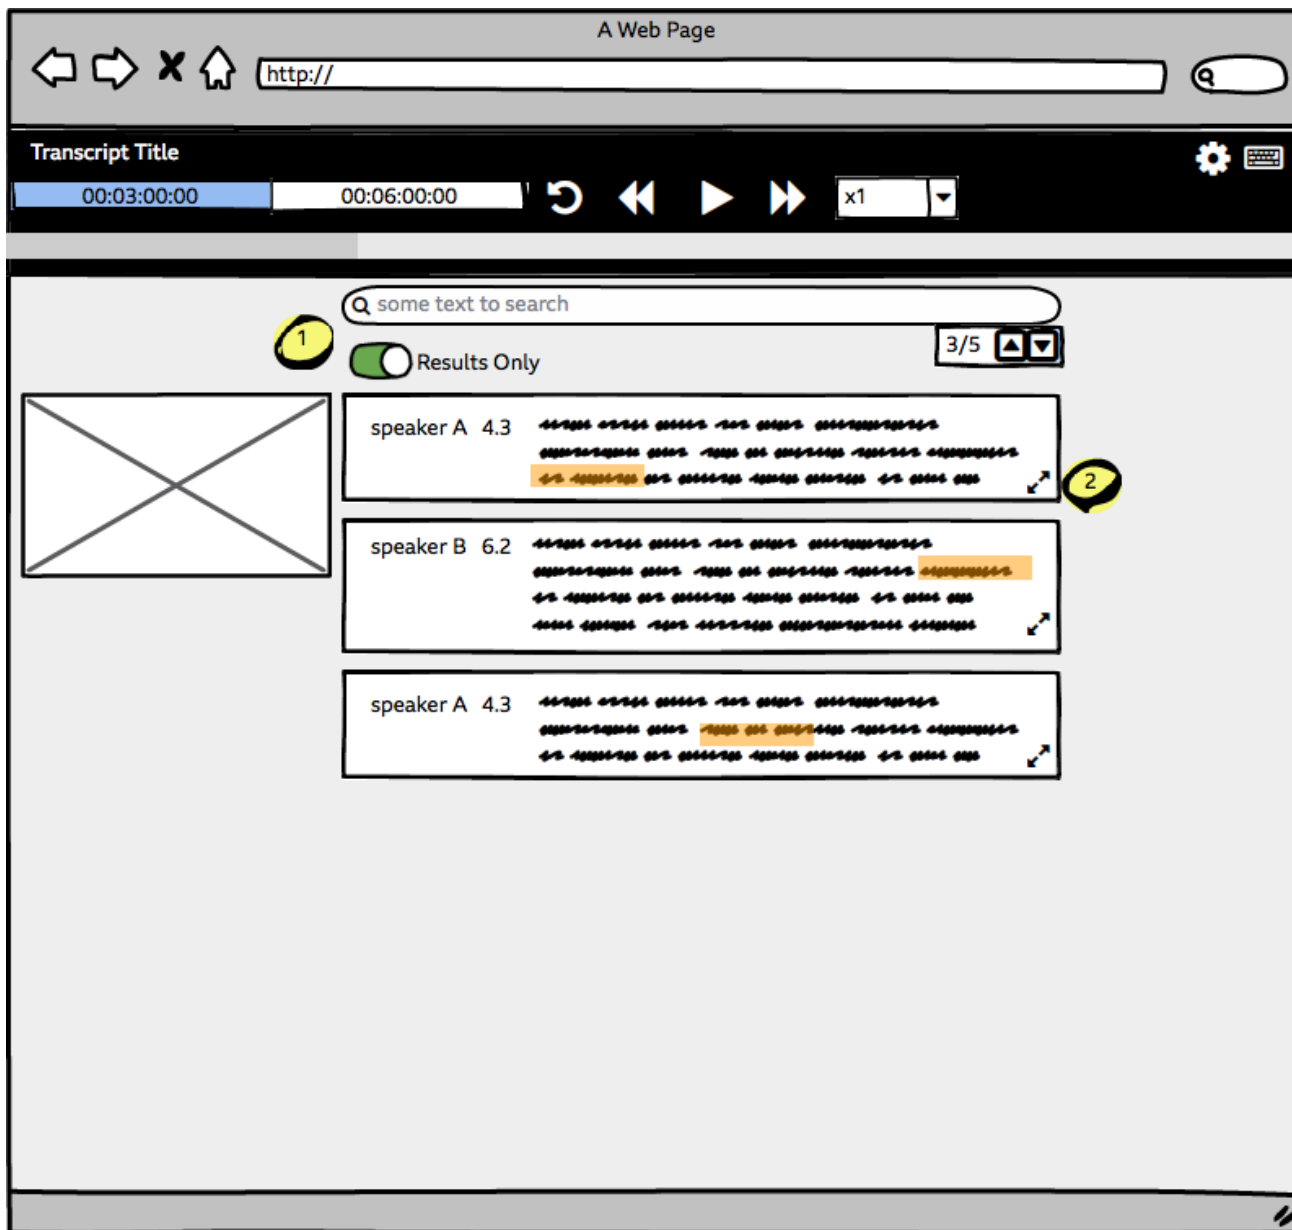 A Web Page
http://
Transcript Title
00:03:00:00 00:06:00:00 x1
some text to search
1
3/5
Results Only
speaker A 4.3
2
speaker B 6.2
speaker A 4.3